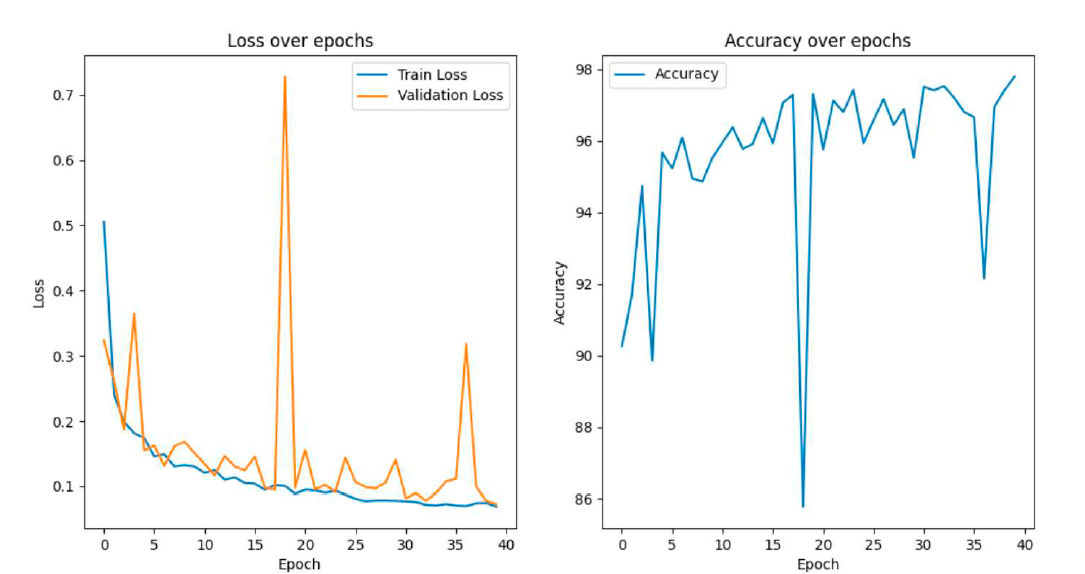 Loss over epochs
Train Loss
Validation Loss
0.7
0.6
0.5
0.4
0.3
0.2
0.1
Loss
0 5 10 15 20 25 30 35 40
Epoch
Accuracy over epochs
Accuracy
98
96
94
92
90
88
86
Accuracy
0 5 10 15 20 25 30 35 40
Epoch